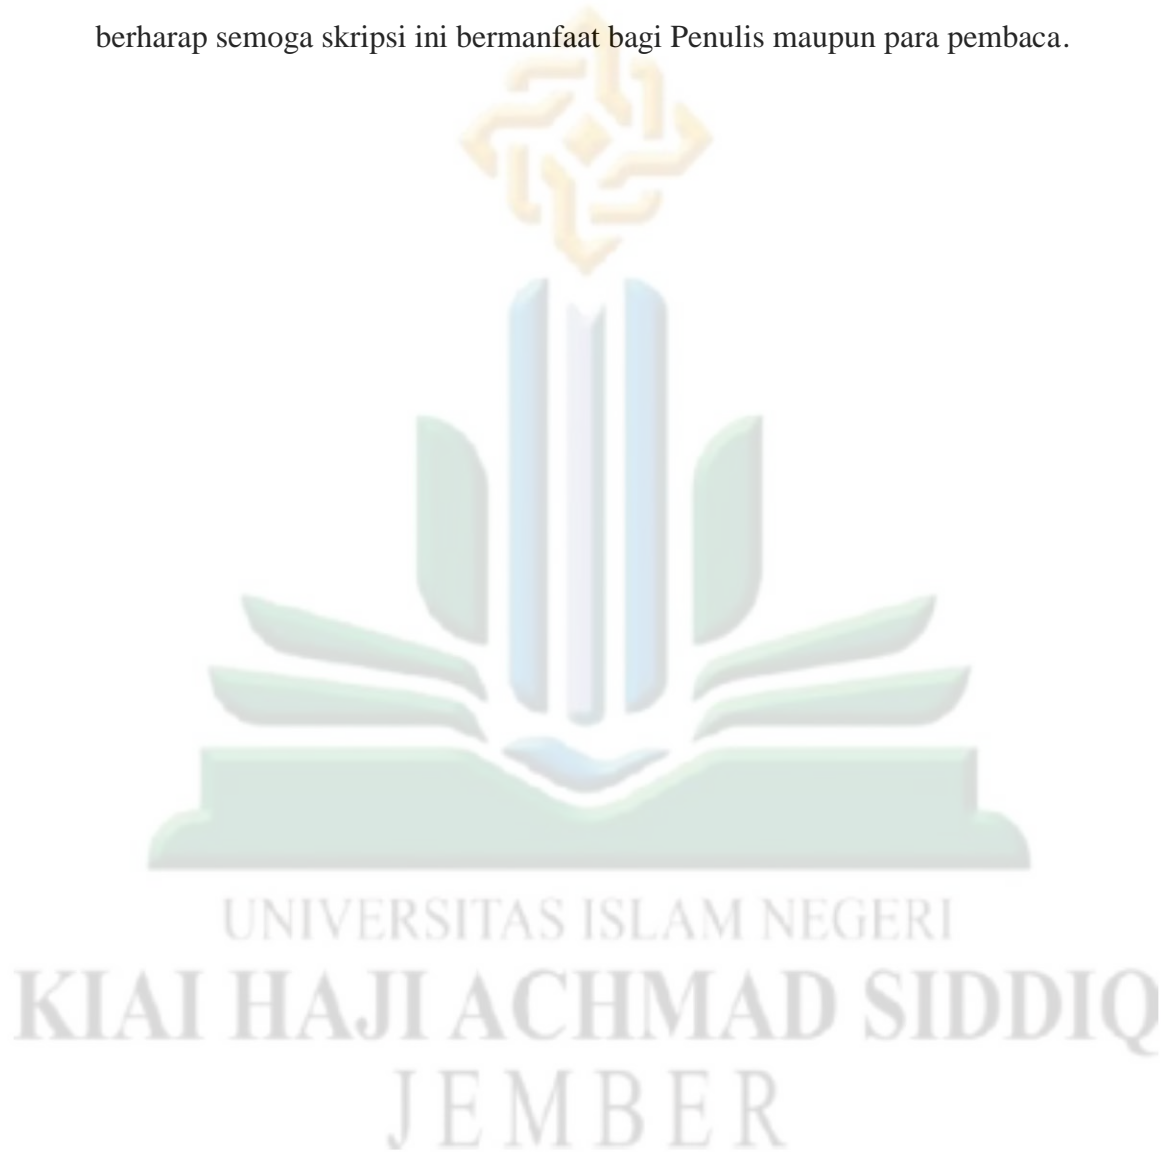 berharap semoga skripsi ini bermanfaat bagi Penulis maupun para pembaca.
UNIVERSITAS ISLAM NEGERI
KIAI HAJI ACHMAD SIDDIQ
JEMBER